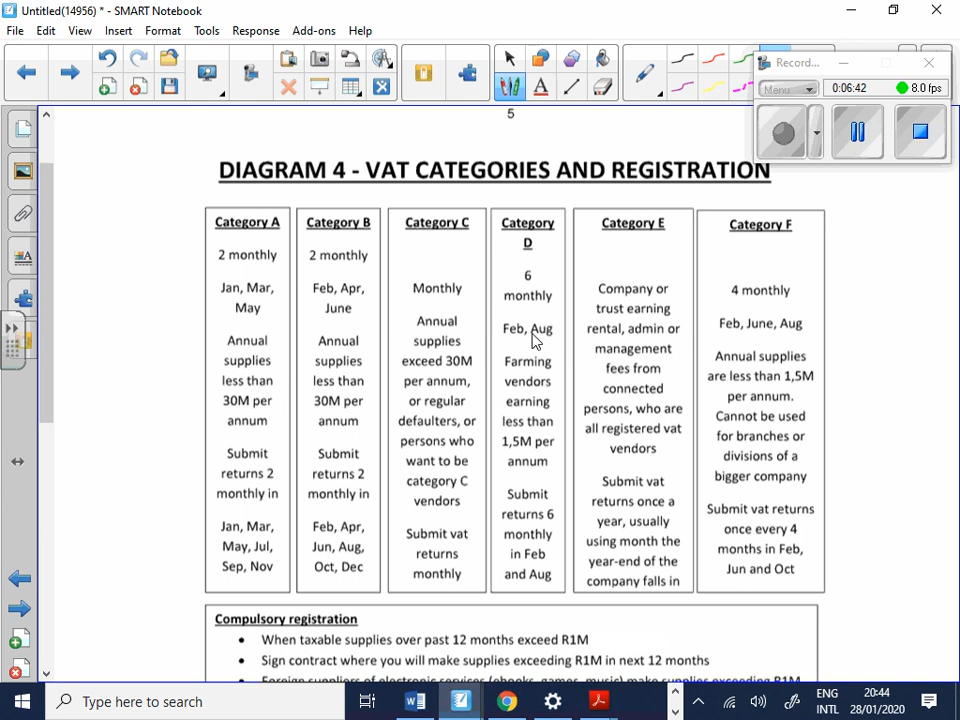 Untitled(14956) * - SMART Notebook
File Edit View Insert Format Tools Response Add-ons Help
Record...
Menu
0:06:42
8.0 fps
5
DIAGRAM 4 - VAT CATEGORIES AND REGISTRATION
Category A
2 monthly
Jan, Mar,
May
Annual
supplies
less than
30M per
annum
Submit
returns 2
monthly in
Jan, Mar,
May, Jul,
Sep, Nov
Category B
2 monthly
Feb, Apr,
June
Annual
supplies
less than
30M per
annum
Submit
returns 2
monthly in
Feb, Apr,
Jun, Aug,
Oct, Dec
Category C
Monthly
Annual
supplies
exceed 30M
per annum,
or regular
defaulters, or
persons who
want to be
category C
vendors
Submit vat
returns
monthly
Category
D
6
monthly
Feb, Aug
Farming
vendors
earning
less than
1,5M per
annum
Submit
returns 6
monthly
in Feb
and Aug
Category E
Company or
trust earning
rental, admin or
management
fees from
connected
persons, who are
all registered vat
vendors
Submit vat
returns once a
year, usually
using month the
year-end of the
company falls in
Category F
4 monthly
Feb, June, Aug
Annual supplies
are less than 1,5M
per annum.
Cannot be used
for branches or
divisions of a
bigger company
Submit vat returns
once every 4
months in Feb,
Jun and Oct
Compulsory registration
• When taxable supplies over past 12 months exceed R1M
• Sign contract where you will make supplies exceeding R1M in next 12 months
• Foreign suppliers of electronic services (ebooks, games, music) make supplies exceeding R1M
Type here to search
ENG
INTL
20:44
28/01/2020